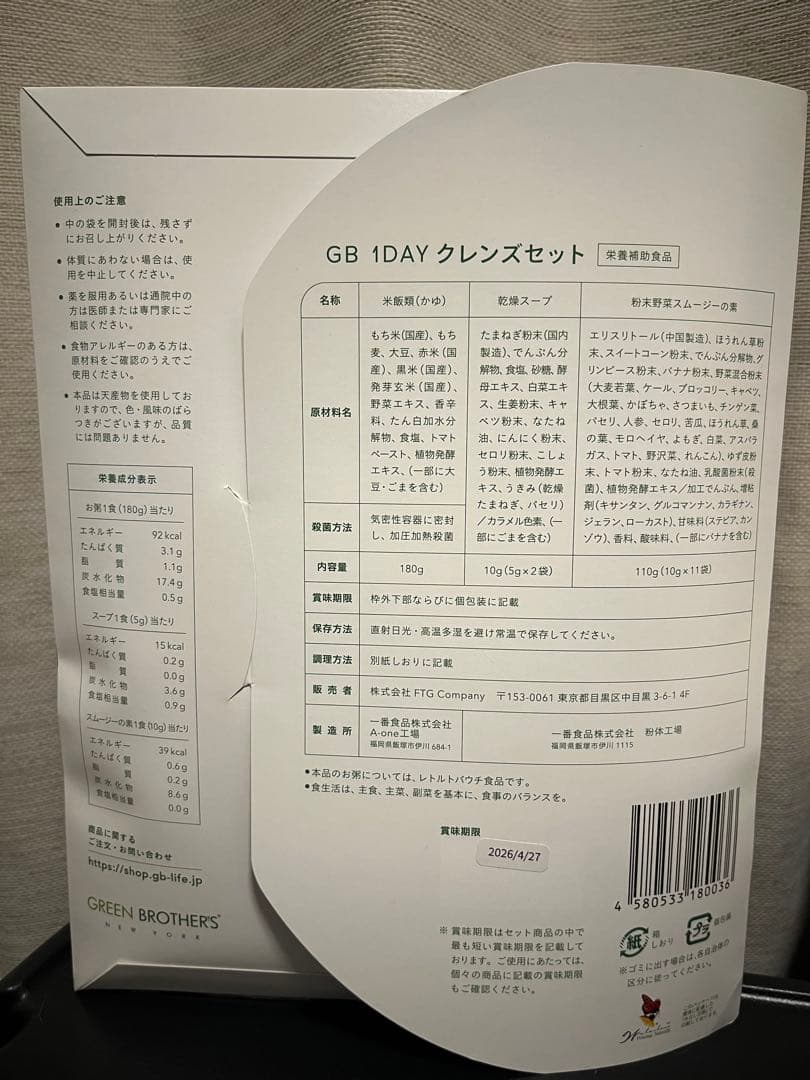 使用上のご注意
● 中の袋を開封後は、残さず
にお召し上がりください。
● 体質にあわない場合は、使
用を中止してください。
● 薬を服用あるいは通院中の
方は医師または専門家にご
相談ください。
● 食物アレルギーのある方は、
原材料をご確認のうえでご
使用ください。
● 本品は天産物を使用してお
りますので、色・風味のばら
つきがございますが、品質
には問題ありません。
栄養成分表示
お粥1食(180g)当たり
エネルギー 92kcal
たんぱく質 3.1g
脂質 1.1g
炭水化物 17.4g
食塩相当量 0.5g
スープ1食(5g)当たり
エネルギー 15kcal
たんぱく質 0.2g
脂質 0.0g
炭水化物 3.6g
食塩相当量 0.9g
スムージーの素1食(10g)当たり
エネルギー 39kcal
たんぱく質 0.6g
脂質 0.2g
炭水化物 8.6g
食塩相当量 0.0g
商品に関する
ご注文・お問い合わせ
https://shop.gb-life.jp
GREEN BROTHER'S
NEW YORK
GB 1DAY クレンズセット 栄養補助食品
名称 米飯類(かゆ) 乾燥スープ 粉末野菜スムージーの素
原材料名
もち米(国産)、もち
麦、大豆、赤米(国
産)、黒米(国産)、
発芽玄米(国産)、
野菜エキス、香辛
料、たん白加水分
解物、食塩、トマト
ペースト、植物発酵
エキス、(一部に大
豆・ごまを含む)
たまねぎ粉末(国内
製造)、でんぷん分
解物、食塩、砂糖、酵
母エキス、白菜エキ
ス、生姜粉末、キャ
ベツ粉末、なたね
油、にんにく粉末、
セロリ粉末、こしょ
う粉末、植物発酵エ
キス、うきみ(乾燥
たまねぎ、パセリ)
/カラメル色素、(一
部にごまを含む)
エリスリトール(中国製造)、ほうれん草粉
末、スイートコーン粉末、でんぷん分解物、グ
リンピース粉末、バナナ粉末、野菜混合粉末
(大麦若葉、ケール、ブロッコリー、キャベツ、
大根葉、かぼちゃ、さつまいも、チンゲン菜、
パセリ、人参、セロリ、苦瓜、ほうれん草、桑
の葉、モロヘイヤ、よもぎ、白菜、アスパラ
ガス、トマト、野沢菜、れんこん)、ゆず皮粉
末、トマト粉末、なたね油、乳酸菌粉末(殺
菌)、植物発酵エキス/加工でんぷん、増粘
剤(キサンタン、グルコマンナン、カラギナン、
ジェラン、ローカスト)、甘味料(ステビア、カン
ゾウ)、香料、酸味料、(一部にバナナを含む)
殺菌方法
気密性容器に密封
し、加圧加熱殺菌
内容量 180g 10g(5g×2袋) 110g(10g×11袋)
賞味期限 枠外下部ならびに個包装に記載
保存方法 直射日光・高温多湿を避け常温で保存してください。
調理方法 別紙しおりに記載
販売者 株式会社 FTG Company 〒153-0061 東京都目黒区中目黒 3-6-1 4F
製造所
一番食品株式会社
A-one工場
福岡県飯塚市伊川 684-1
一番食品株式会社 粉体工場
福岡県飯塚市伊川 1115
●本品のお粥については、レトルトパウチ食品です。
●食生活は、主食、主菜、副菜を基本に、食事のバランスを。
賞味期限
2026/4/27
※ 賞味期限はセット商品の中で
最も短い賞味期限を記載して
おります。ご使用にあたっては、
個々の商品に記載の賞味期限
もご確認ください。
4 580533 180036
紙 箱
しおり
プラ 個包装
※ゴミに出す場合は、各自治体の
区分に従ってください。